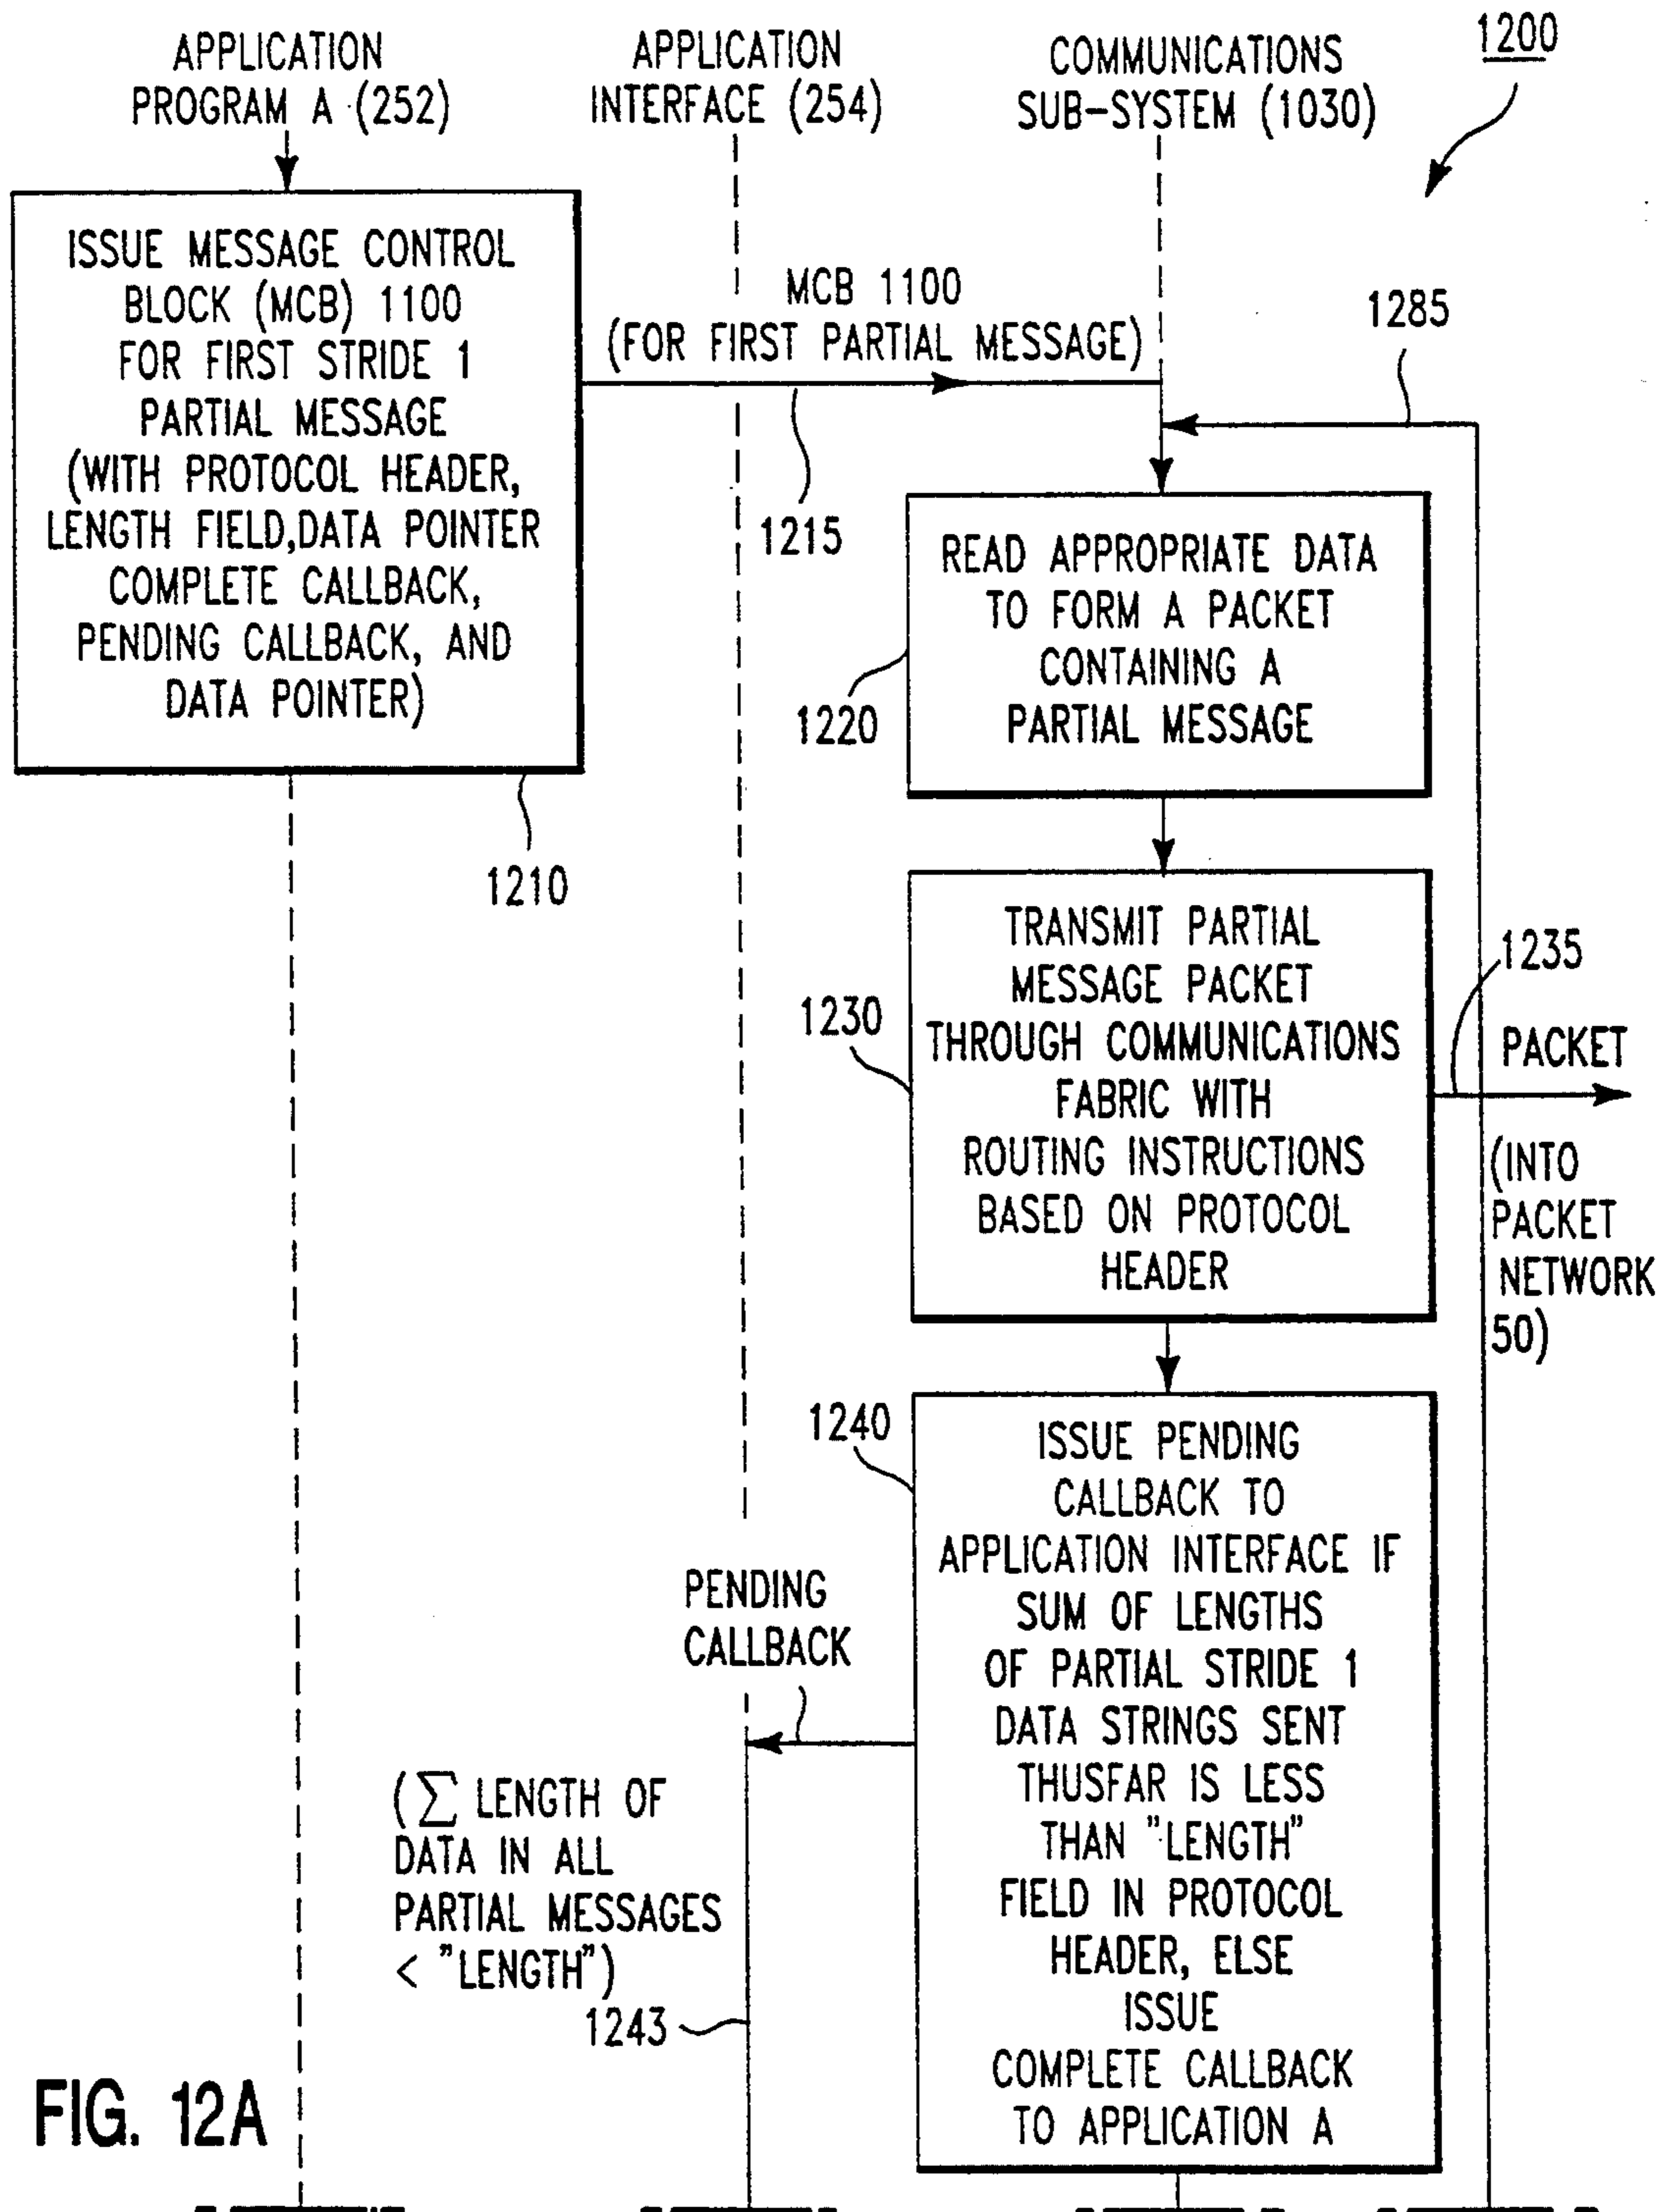 APPLICATION
PROGRAM A (252)
APPLICATION
INTERFACE (254)
COMMUNICATIONS
SUB-SYSTEM (1030)
1200
ISSUE MESSAGE CONTROL
BLOCK (MCB) 1100
FOR FIRST STRIDE 1
PARTIAL MESSAGE
(WITH PROTOCOL HEADER,
LENGTH FIELD,DATA POINTER
COMPLETE CALLBACK,
PENDING CALLBACK, AND
DATA POINTER)
1210
MCB 1100
(FOR FIRST PARTIAL MESSAGE)
1215
1285
READ APPROPRIATE DATA
TO FORM A PACKET
CONTAINING A
PARTIAL MESSAGE
1220
TRANSMIT PARTIAL
MESSAGE PACKET
THROUGH COMMUNICATIONS
FABRIC WITH
ROUTING INSTRUCTIONS
BASED ON PROTOCOL
HEADER
1230
1235
PACKET
(INTO
PACKET
NETWORK
50)
1240
ISSUE PENDING
CALLBACK TO
APPLICATION INTERFACE IF
SUM OF LENGTHS
OF PARTIAL STRIDE 1
DATA STRINGS SENT
THUSFAR IS LESS
THAN "LENGTH"
FIELD IN PROTOCOL
HEADER, ELSE
ISSUE
COMPLETE CALLBACK
TO APPLICATION A
PENDING
CALLBACK
(∑ LENGTH OF
DATA IN ALL
PARTIAL MESSAGES
< "LENGTH")
1243
FIG. 12A